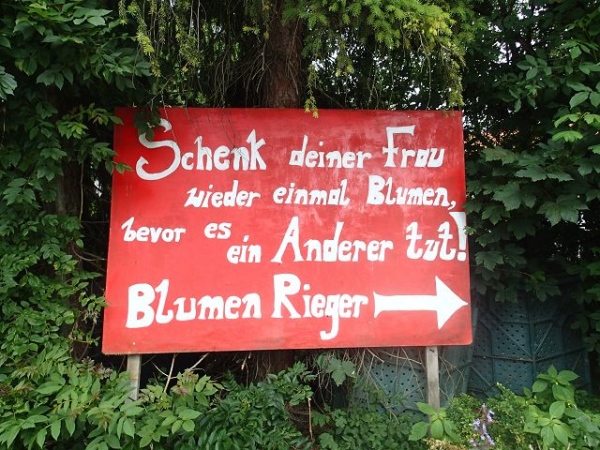 Schenk deiner Frau
wieder einmal Blumen,
bevor es ein Anderer tut!
Blumen Rieger